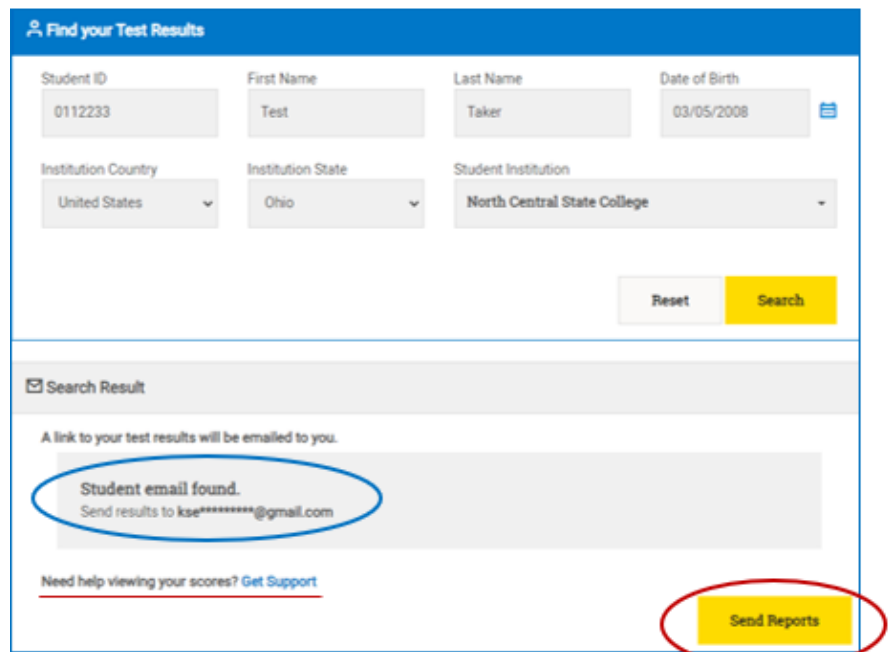 Find your Test Results
Student ID First Name Last Name Date of Birth
0112233 Test Taker 03/05/2008
Institution Country Institution State Student Institution
United States Ohio North Central State College
Reset Search
Search Result
A link to your test results will be emailed to you.
Student email found.
Send results to kse*********@gmail.com
Need help viewing your scores? Get Support
Send Reports